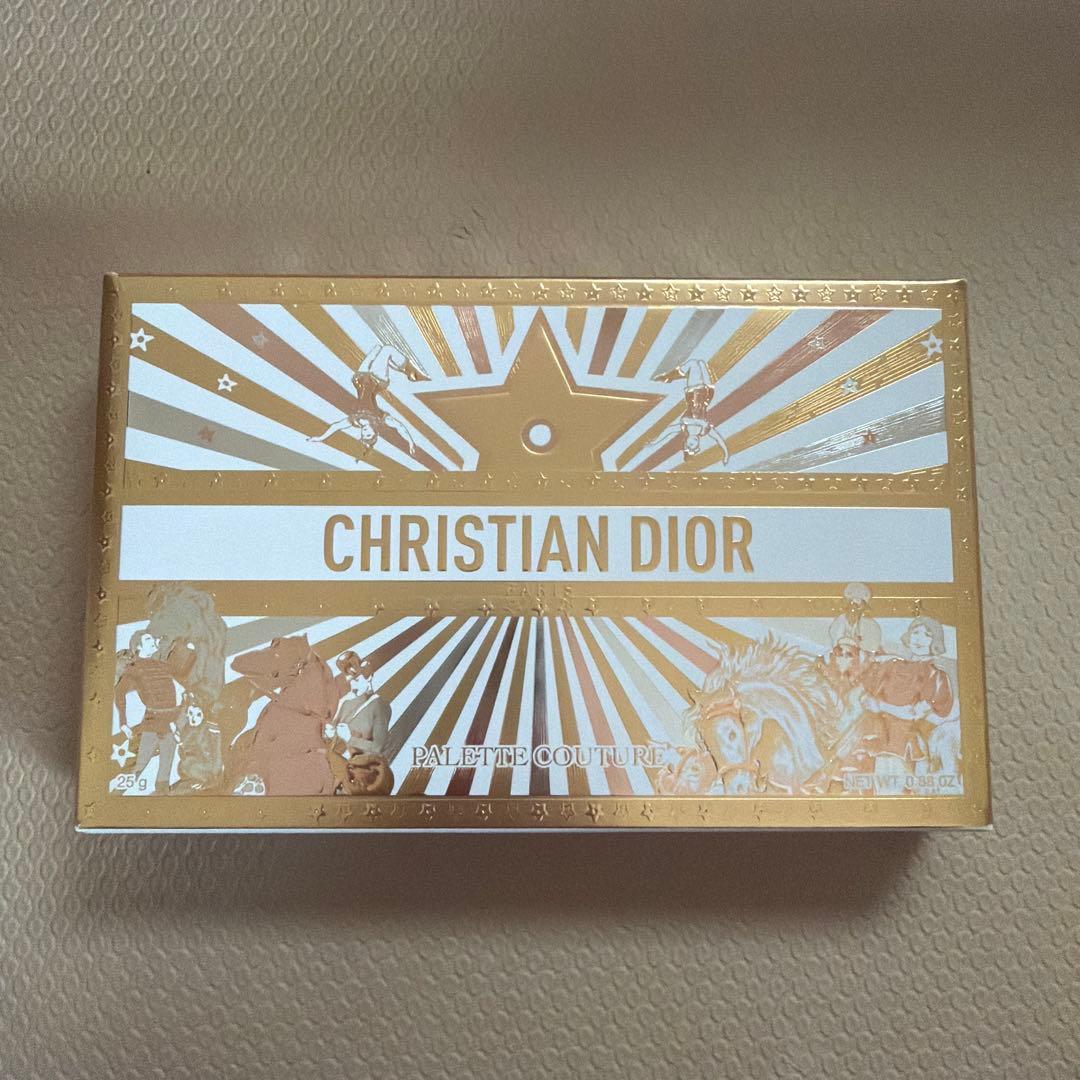 CHRISTIAN DIOR
PARIS
PALETTE COUTURE
25 g
NET WT. 0.88 OZ.